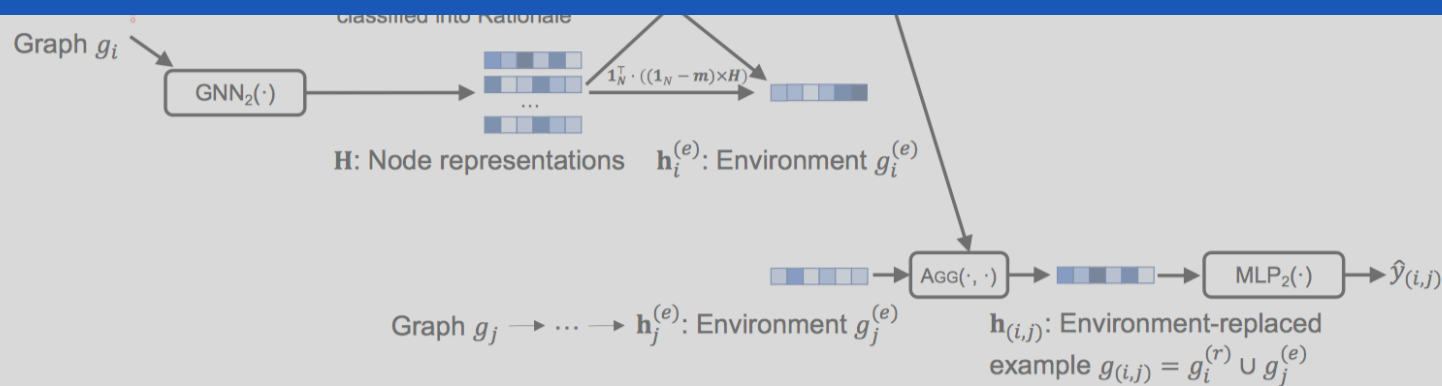 classified into Rationale
Graph g_i
GNN₂(·)
1_N^⊤ · ((1_N − m)×H)
...
H: Node representations
h_i^(e): Environment g_i^(e)
AGG(·, ·)
MLP₂(·)
ŷ_(i,j)
Graph g_j → ⋯ → h_j^(e): Environment g_j^(e)
h_(i,j): Environment-replaced
example g_(i,j) = g_i^(r) ∪ g_j^(e)